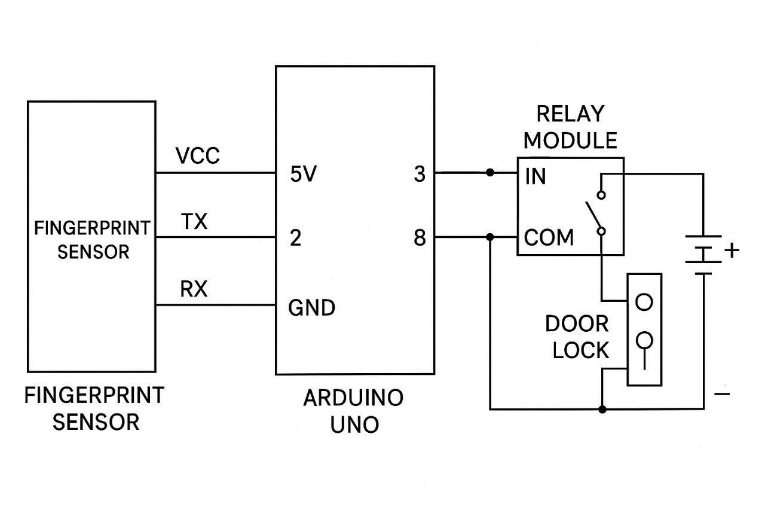 VCC
TX
RX
FINGERPRINT
SENSOR
FINGERPRINT
SENSOR
5V
2
GND
3
8
ARDUINO
UNO
RELAY
MODULE
IN
COM
DOOR
LOCK
+
−